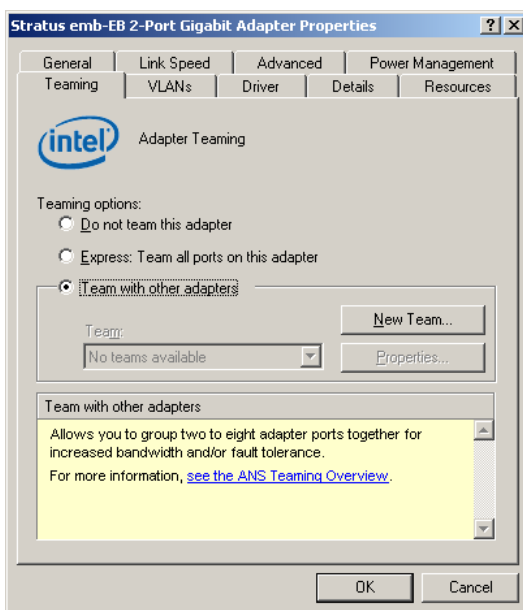 Stratus emb-EB 2-Port Gigabit Adapter Properties
General Link Speed Advanced Power Management
Teaming VLANs Driver Details Resources
intel
Adapter Teaming
Teaming options:
Do not team this adapter
Express: Team all ports on this adapter
Team with other adapters
New Team...
Team:
No teams available
Properties...
Team with other adapters
Allows you to group two to eight adapter ports together for
increased bandwidth and/or fault tolerance.
For more information, see the ANS Teaming Overview.
OK Cancel